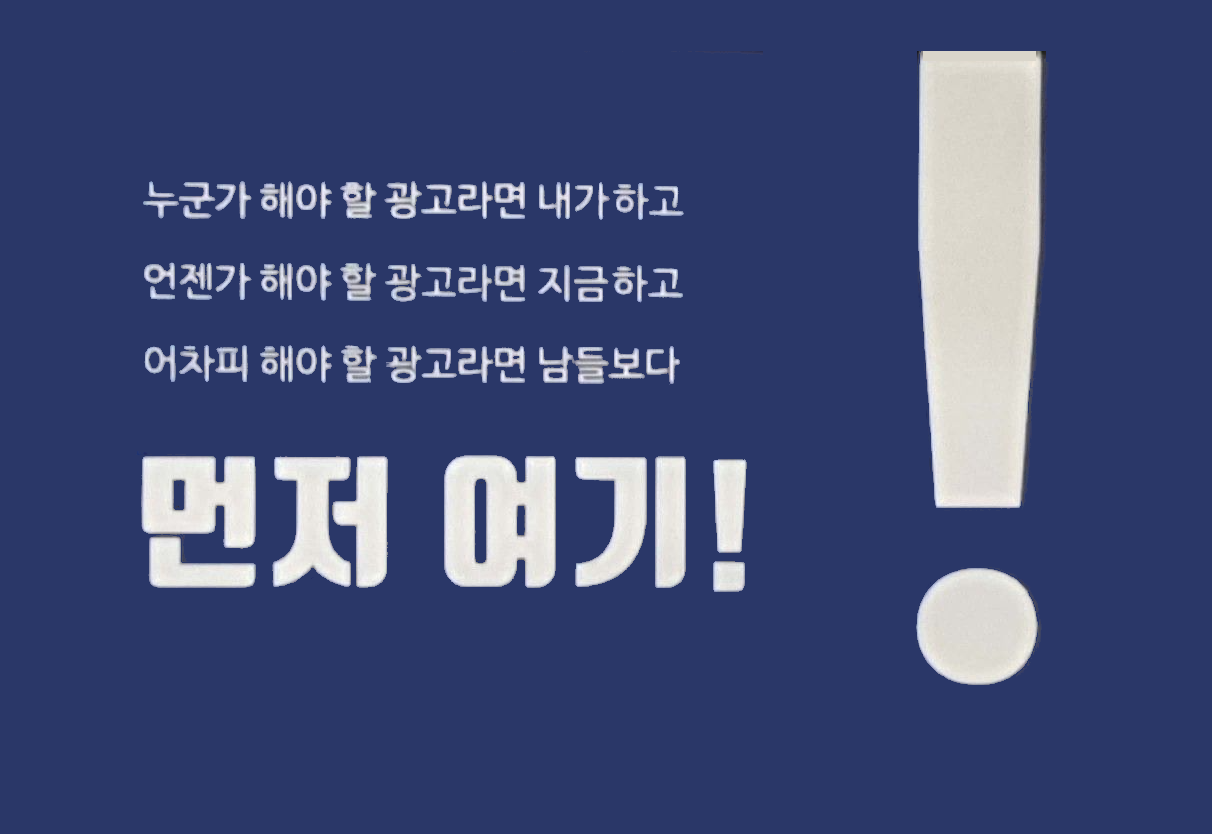 누군가 해야 할 광고라면 내가하고
언젠가 해야 할 광고라면 지금하고
어차피 해야 할 광고라면 남들보다
먼저 여기!
!